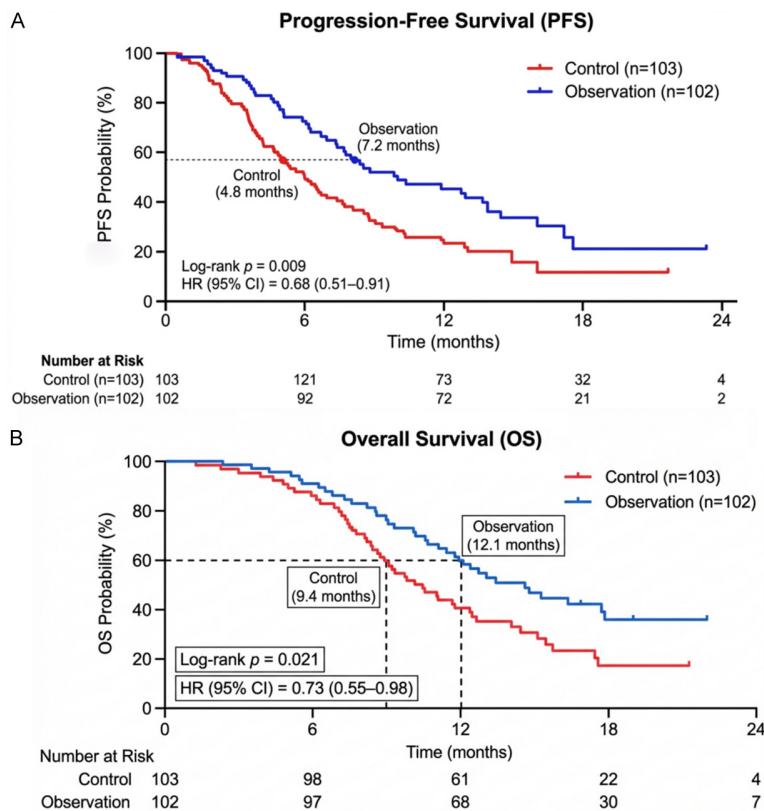 A
Progression-Free Survival (PFS)
PFS Probability (%)
100
80
60
40
20
0
Control (n=103)
Observation (n=102)
Observation
(7.2 months)
Control
(4.8 months)
Log-rank p = 0.009
HR (95% CI) = 0.68 (0.51–0.91)
0 6 12 18 24
Time (months)
Number at Risk
Control (n=103) 103 121 73 32 4
Observation (n=102) 102 92 72 21 2
B
Overall Survival (OS)
OS Probability (%)
100
80
60
40
20
0
Control (n=103)
Observation (n=102)
Observation
(12.1 months)
Control
(9.4 months)
Log-rank p = 0.021
HR (95% CI) = 0.73 (0.55–0.98)
0 6 12 18 24
Time (months)
Number at Risk
Control 103 98 61 22 4
Observation 102 97 68 30 7